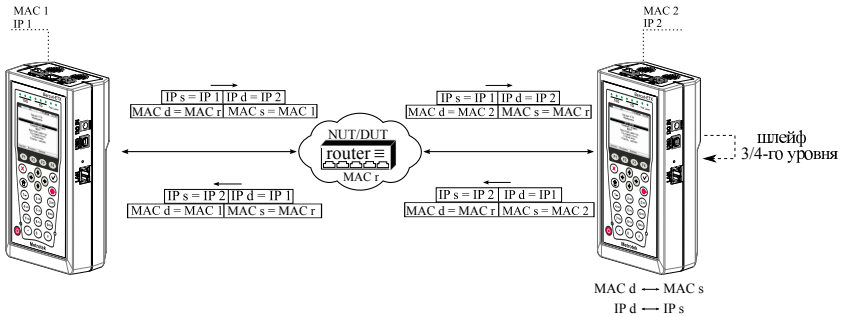 MAC 1
IP 1
MAC 2
IP 2
IP s = IP 1 IP d = IP 2
MAC d = MAC r MAC s = MAC 1
IP s = IP 1 IP d = IP 2
MAC d = MAC 2 MAC s = MAC r
NUT/DUT
router
MAC r
шлейф
3/4-го уровня
IP s = IP 2 IP d = IP 1
MAC d = MAC 1 MAC s = MAC r
IP s = IP 2 IP d = IP1
MAC d = MAC r MAC s = MAC 2
Metrotek
Metrotek
MAC d ↔ MAC s
IP d ↔ IP s